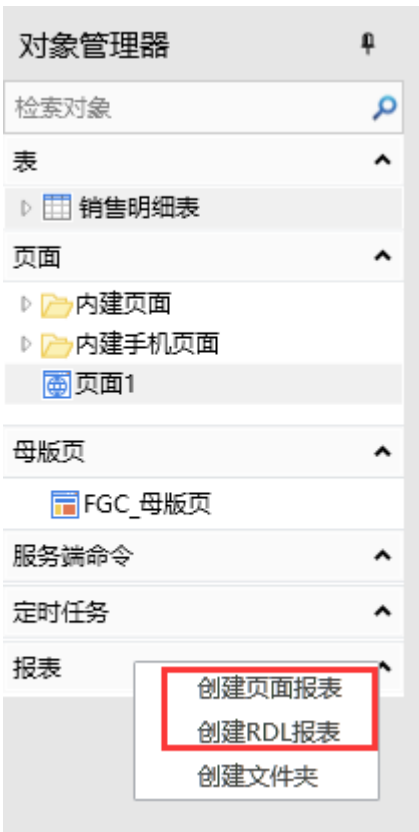 对象管理器
检索对象
表
销售明细表
页面
内建页面
内建手机页面
页面1
母版页
FGC_母版页
服务端命令
定时任务
报表
创建页面报表
创建RDL报表
创建文件夹